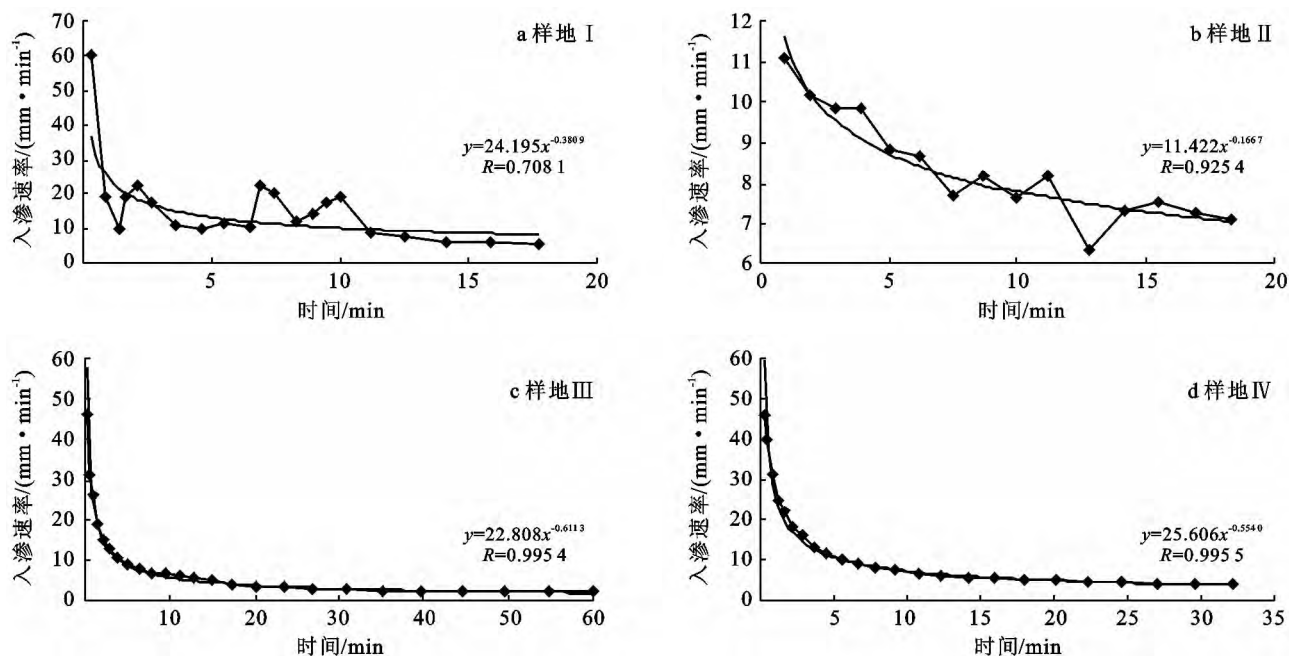 a 样地 Ⅰ
入渗速率/(mm·min⁻¹)
70
60
50
40
30
20
10
0
y=24.195x⁻⁰·³⁸⁰⁹
R=0.708 1
5 10 15 20
时间/min
b 样地 Ⅱ
入渗速率/(mm·min⁻¹)
12
11
10
9
8
7
6
y=11.422x⁻⁰·¹⁶⁶⁷
R=0.925 4
0 5 10 15 20
时间/min
c 样地Ⅲ
入渗速率/(mm·min⁻¹)
60
50
40
30
20
10
0
y=22.808x⁻⁰·⁶¹¹³
R=0.995 4
10 20 30 40 50 60
时间/min
d 样地Ⅳ
入渗速率/(mm·min⁻¹)
60
50
40
30
20
10
0
y=25.606x⁻⁰·⁵⁵⁴⁰
R=0.995 5
5 10 15 20 25 30 35
时间/min